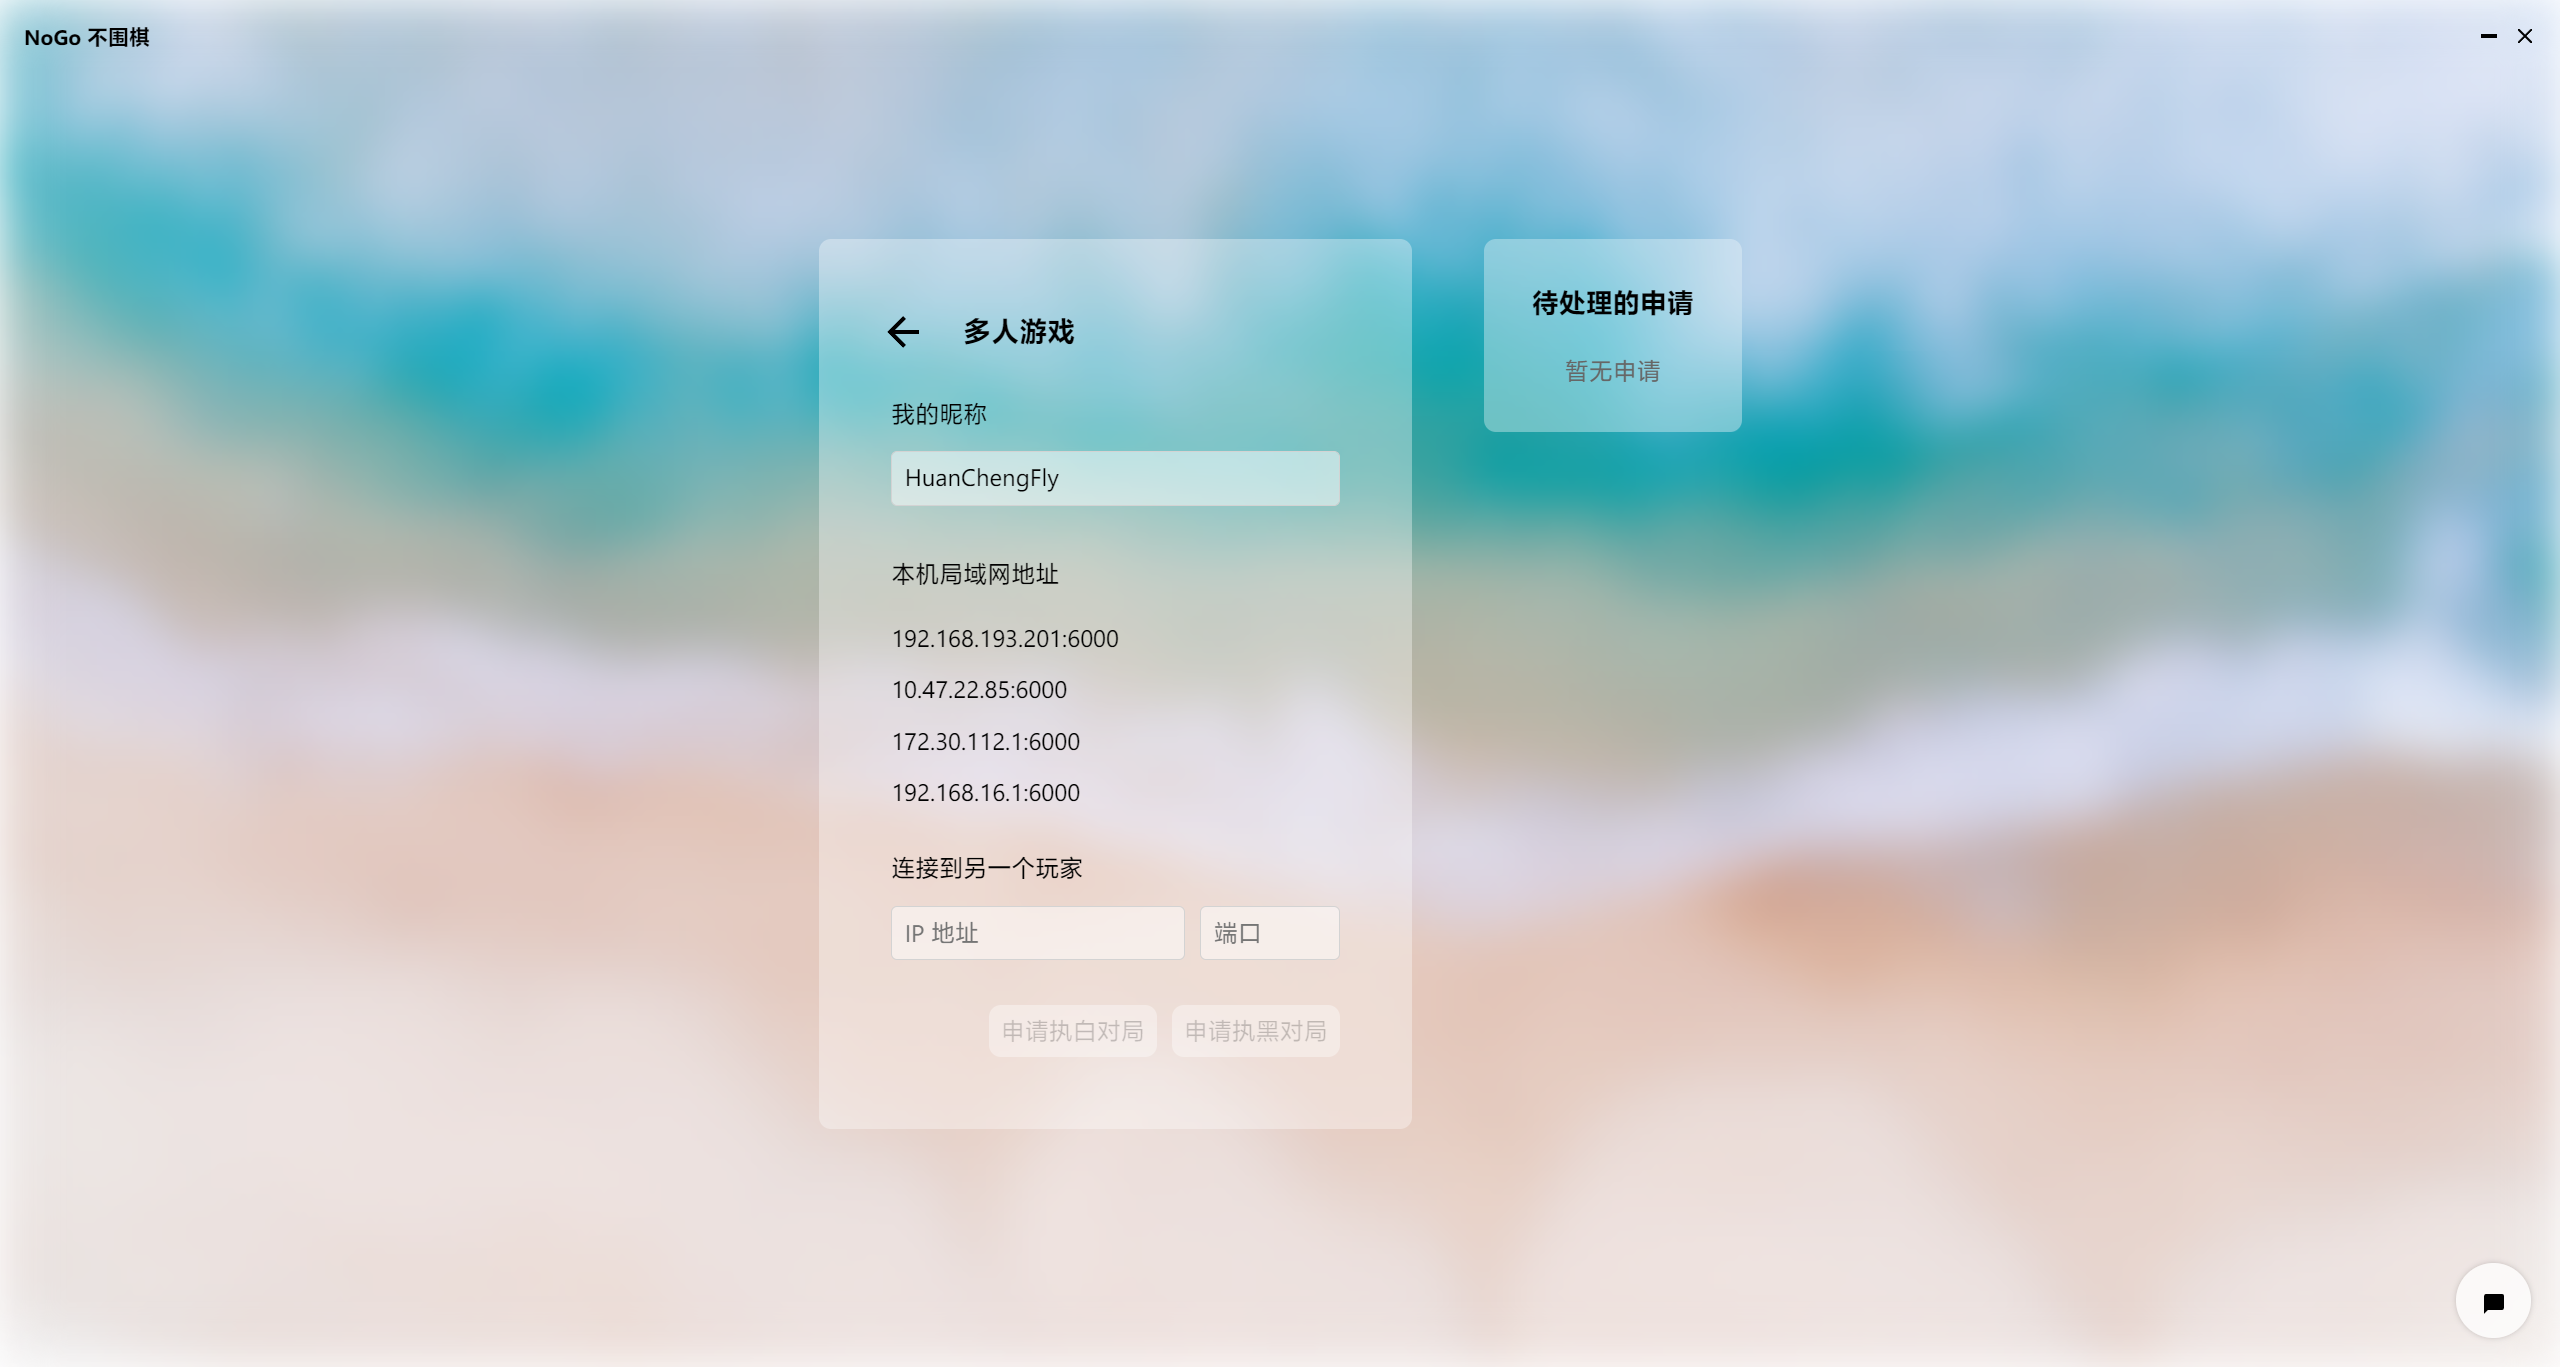 NoGo 不围棋
多人游戏
我的昵称
HuanChengFly
本机局域网地址
192.168.193.201:6000
10.47.22.85:6000
172.30.112.1:6000
192.168.16.1:6000
连接到另一个玩家
IP 地址 端口
申请执白对局 申请执黑对局
待处理的申请
暂无申请